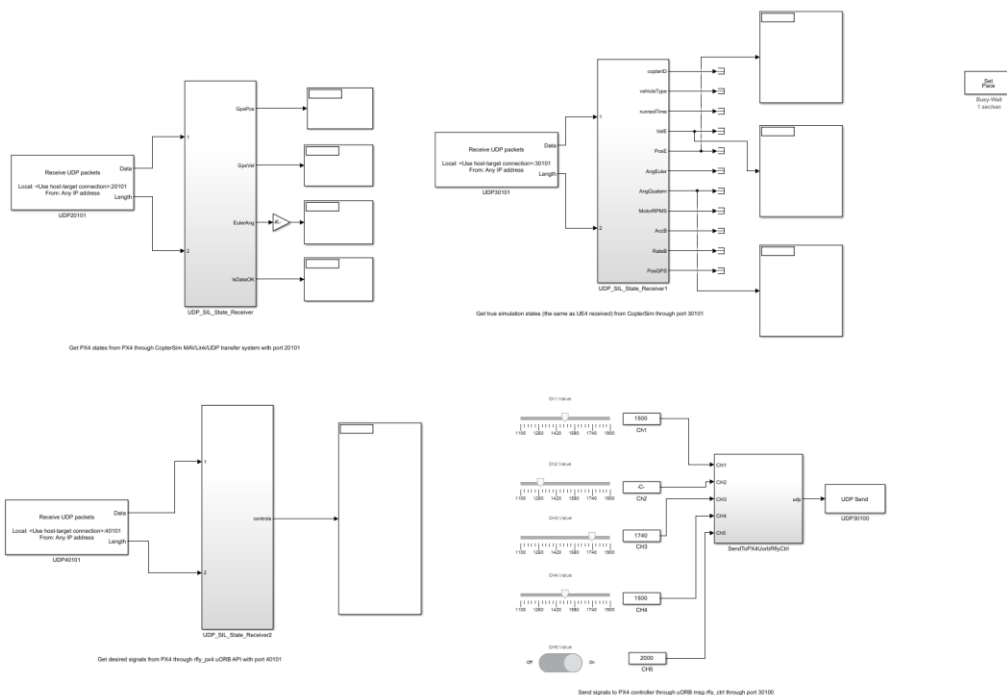 GpsPos
GpsVel
EulerAng
IsDataOK
1
2
-K-
Receive UDP packets
Local: <Use host-target connection>:20101
From: Any IP address
Data
Length
UDP20101
UDP_SIL_State_Receiver
Get PX4 states from PX4 through CopterSim MAVLink/UDP transfer system with port 20101
copterID
vehicleType
runnedTime
VelE
PosE
AngEuler
AngQuatern
MotorRPMS
AccB
RateB
PosGPS
1
2
Receive UDP packets
Local: <Use host-target connection>:30101
From: Any IP address
Data
Length
UDP30101
UDP_SIL_State_Receiver1
Get true simulation states (the same as UE4 received) from CopterSim through port 30101
Set
Pace
Busy-Wait
1 sec/sec
1
2
controls
Receive UDP packets
Local: <Use host-target connection>:40101
From: Any IP address
Data
Length
UDP40101
UDP_SIL_State_Receiver2
Get desired signals from PX4 through rfly_px4 uORB API with port 40101
CH1:Value
1100 1260 1420 1580 1740 1900
1500
Ch1
Ch2:Value
1100 1260 1420 1580 1740 1900
-C-
Ch2
CH3:Value
1100 1260 1420 1580 1740 1900
1740
CH3
CH4:Value
1100 1260 1420 1580 1740 1900
1500
CH4
CH5:Value
Off
On
2000
CH5
CH1
CH2
CH3
CH4
Ch5
udp
SendToPX4UorbRflyCtrl
UDP Send
UDP30100
Send signals to PX4 controller through uORB msg rfly_ctrl through port 30100